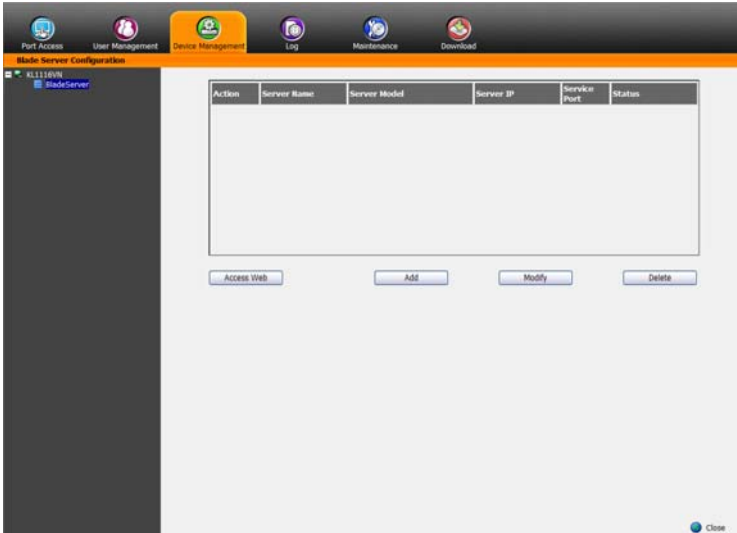 Port Access User Management Device Management Log Maintenance Download
Blade Server Configuration
KL1116VN
BladeServer
Action Server Name Server Model Server IP Service Port Status
Access Web Add Modify Delete
Close